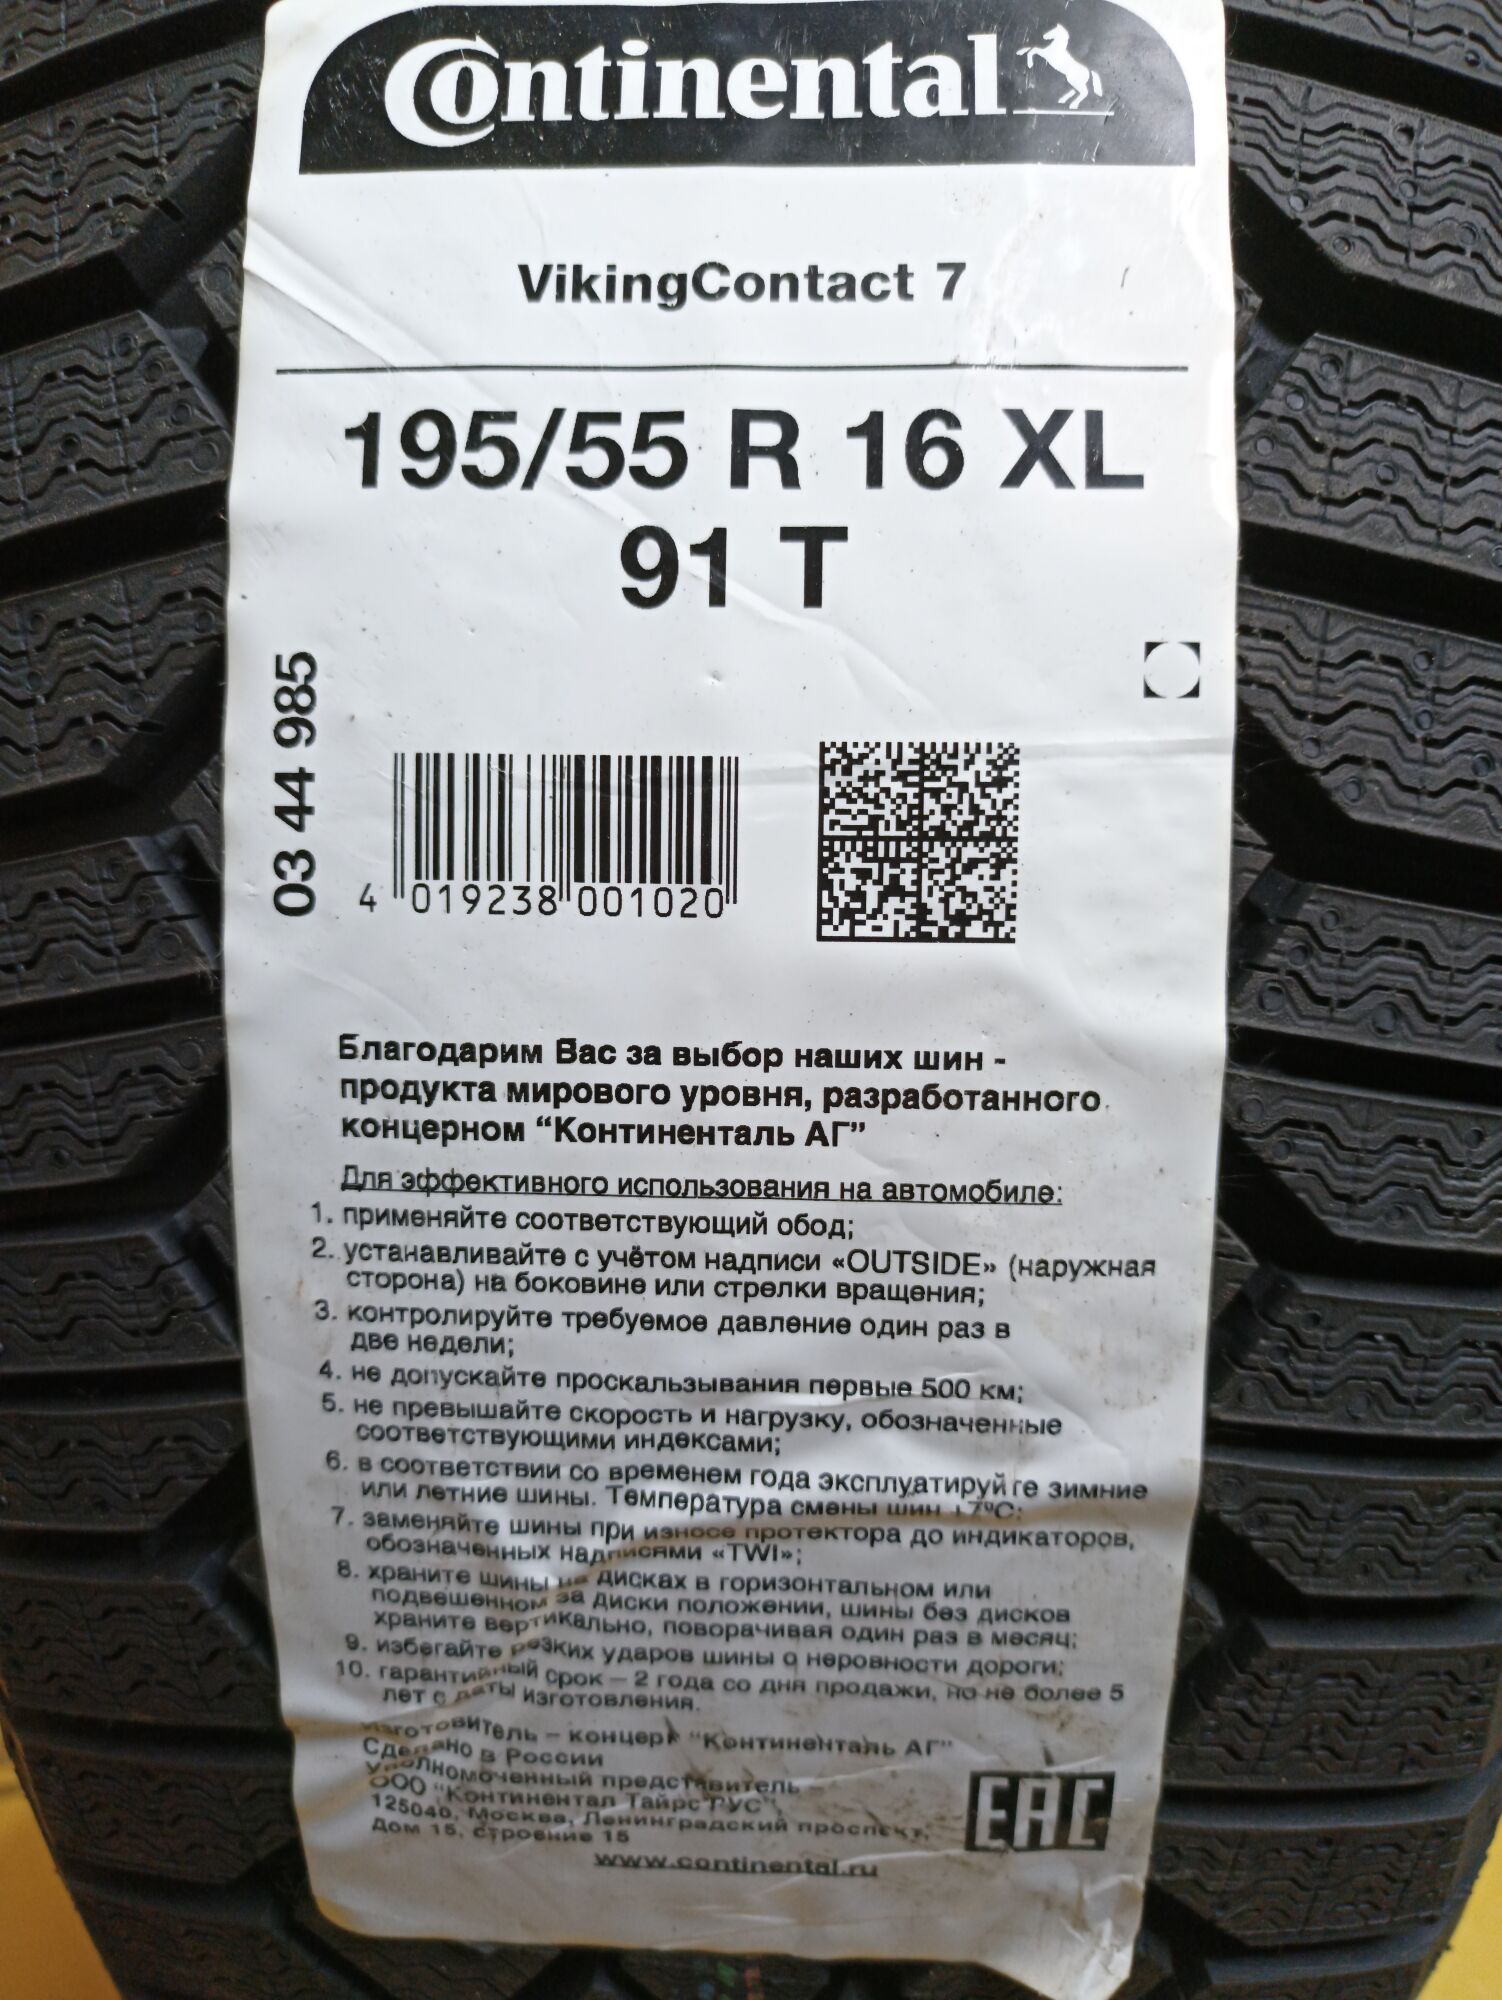 Continental
VikingContact 7
195/55 R 16 XL
91 T
03 44 985
4 019238 001020
Благодарим Вас за выбор наших шин -
продукта мирового уровня, разработанного
концерном “Континенталь АГ”
Для эффективного использования на автомобиле:
1. применяйте соответствующий обод;
2. устанавливайте с учётом надписи «OUTSIDE» (наружная
сторона) на боковине или стрелки вращения;
3. контролируйте требуемое давление один раз в
две недели;
4. не допускайте проскальзывания первые 500 км;
5. не превышайте скорость и нагрузку, обозначенные
соответствующими индексами;
6. в соответствии со временем года эксплуатируйте зимние
или летние шины. Температура смены шин +7ºC;
7. заменяйте шины при износе протектора до индикаторов,
обозначенных надписями «TWI»;
8. храните шины на дисках в горизонтальном или
подвешенном за диски положении, шины без дисков
храните вертикально, поворачивая один раз в месяц;
9. избегайте резких ударов шины о неровности дороги;
10. гарантийный срок – 2 года со дня продажи, но не более 5
лет с даты изготовления.
Изготовитель – концерн “Континенталь АГ”
Сделано в России
Уполномоченный представитель –
ООО “Континентал Тайрс РУС”,
125040, Москва, Ленинградский проспект,
Дом 15, строение 15
www.continental.ru
EAC